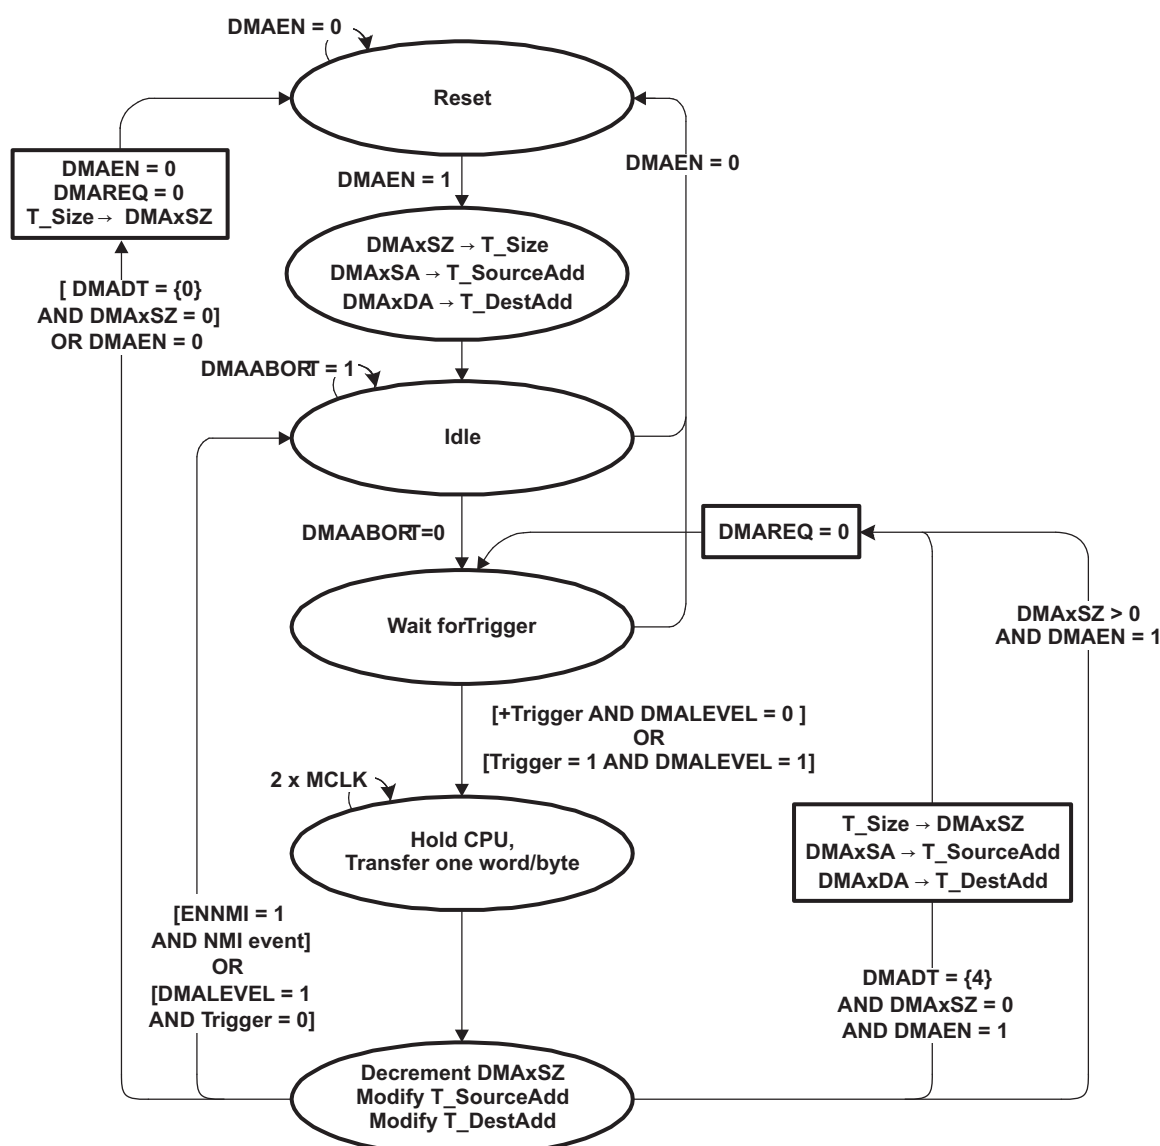 DMAEN = 0
Reset
DMAEN = 0
DMAREQ = 0
T_Size → DMAxSZ
DMAEN = 1
DMAEN = 0
DMAxSZ → T_Size
DMAxSA → T_SourceAdd
DMAxDA → T_DestAdd
[ DMADT = {0}
AND DMAxSZ = 0]
OR DMAEN = 0
DMAABORT = 1
Idle
DMAABORT=0
DMAREQ = 0
Wait forTrigger
DMAxSZ > 0
AND DMAEN = 1
[+Trigger AND DMALEVEL = 0 ]
OR
[Trigger = 1 AND DMALEVEL = 1]
2 x MCLK
Hold CPU,
Transfer one word/byte
T_Size → DMAxSZ
DMAxSA → T_SourceAdd
DMAxDA → T_DestAdd
[ENNMI = 1
AND NMI event]
OR
[DMALEVEL = 1
AND Trigger = 0]
DMADT = {4}
AND DMAxSZ = 0
AND DMAEN = 1
Decrement DMAxSZ
Modify T_SourceAdd
Modify T_DestAdd